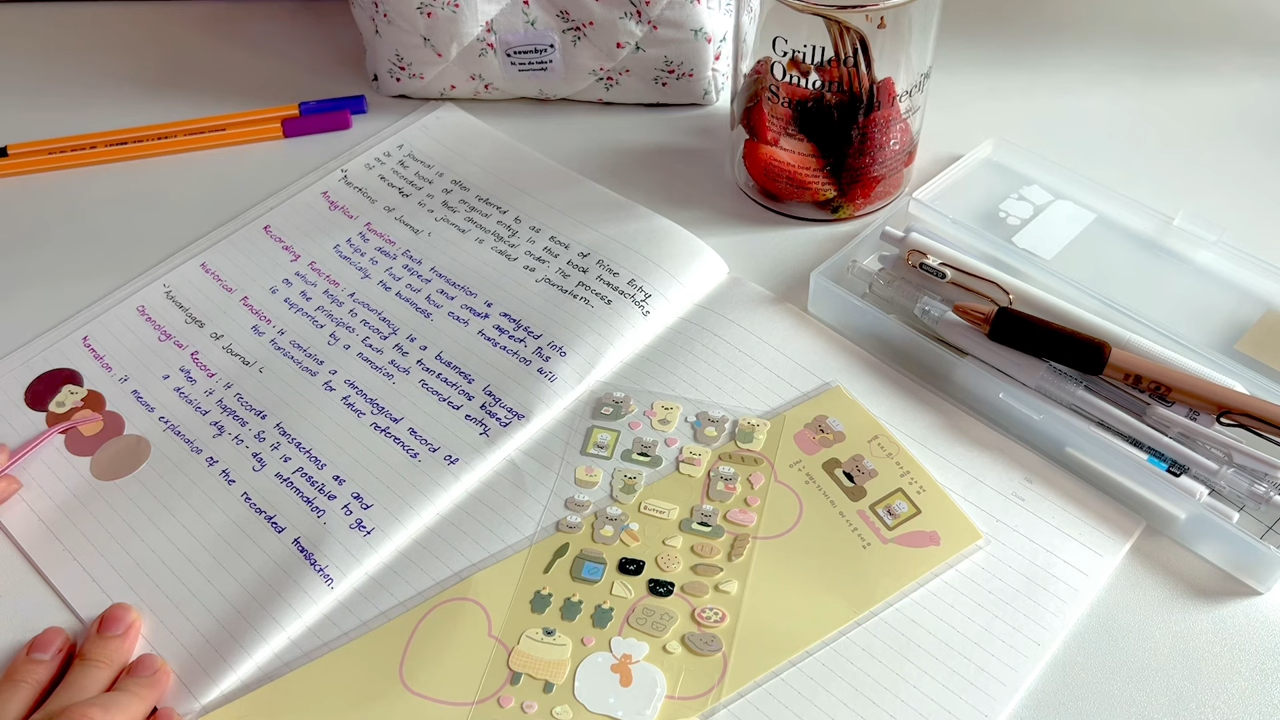 A journal is often referred to as Book of Prime Entry
or the book of original entry. In this book transactions
are recorded in their chronological order. The process
of recorded in a journal is called as journalism.
"Functions of Journal"
Analytical Function: Each transaction is analysed into
the debit aspect and credit aspect. This
helps to find out how each transaction will
financially the business.
Recording Function: Accountancy is a business language
which helps to record the transactions based
on the principles. Each such recorded entry
is supported by a narration.
Historical Function: It contains a chronological record of
the transactions for future references.
"Advantages of Journal"
Chronological Record: It records transactions as and
when it happens. So it is possible to get
a detailed day-to-day information.
Narration: it means explanation of the recorded transaction.
sewnbyz
hi, we do take it
Grilled
Onion
recipe
Butter